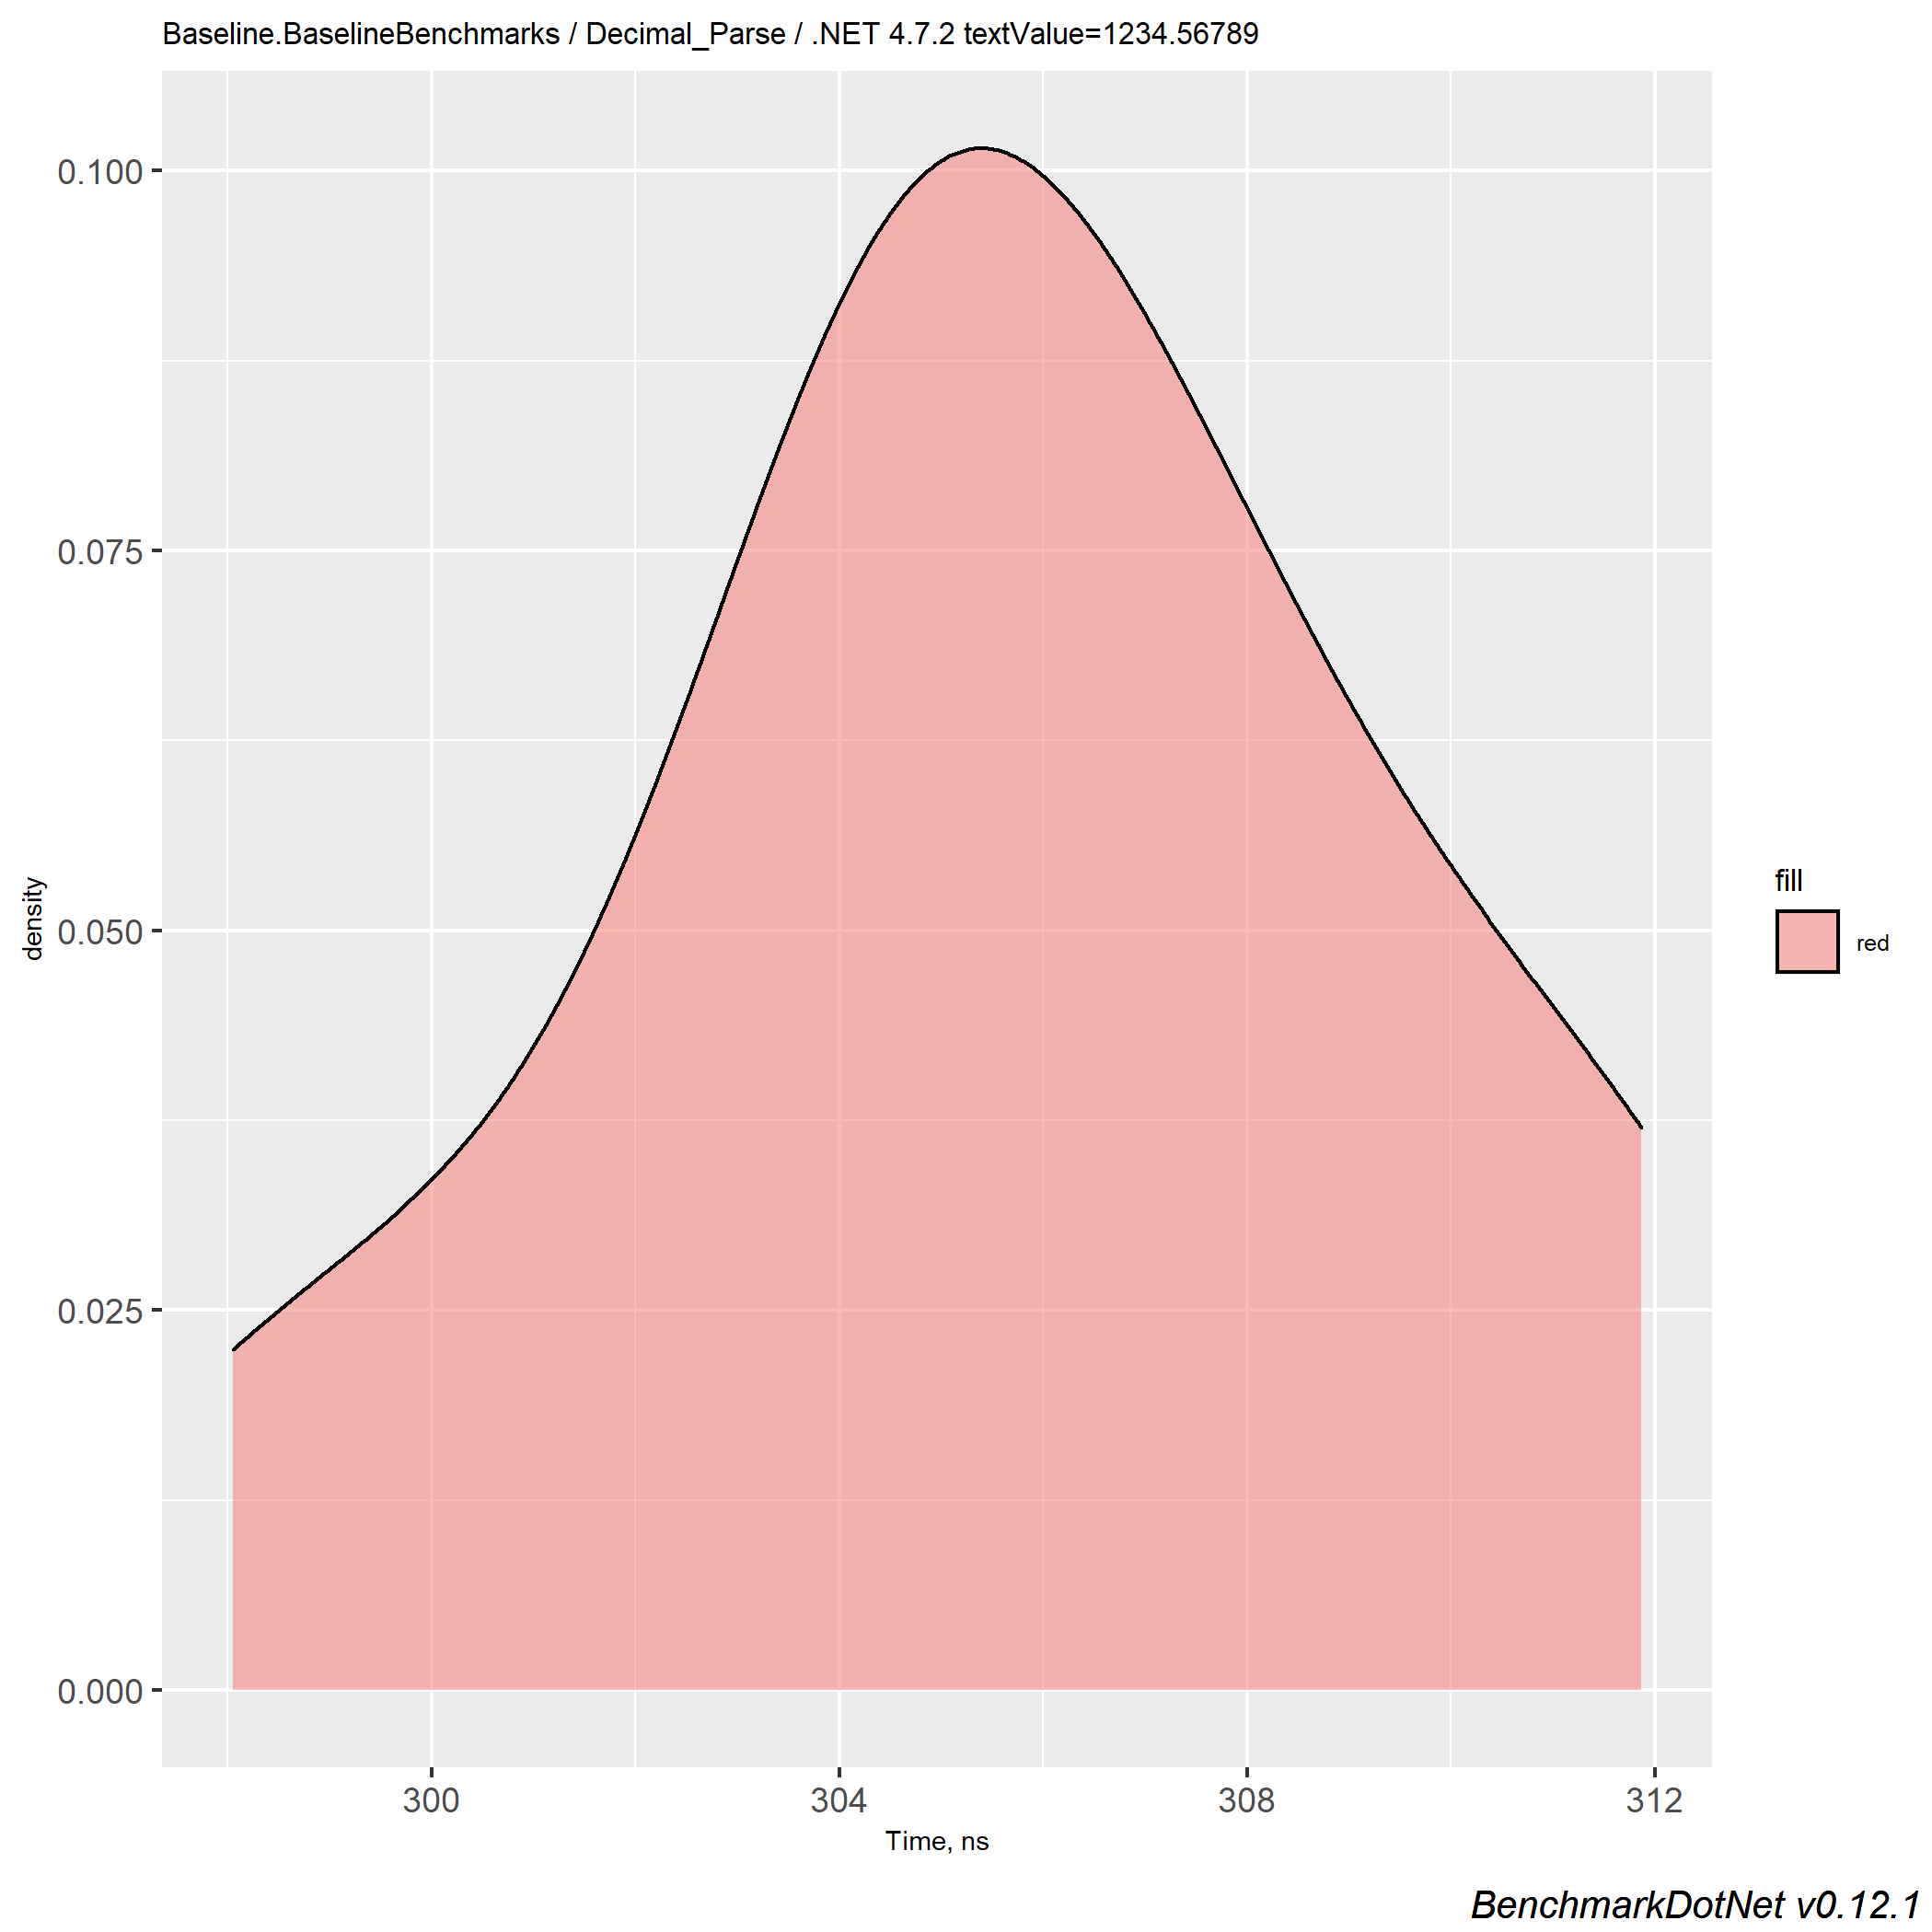 Baseline.BaselineBenchmarks / Decimal_Parse / .NET 4.7.2 textValue=1234.56789
0.100
0.075
0.050
0.025
0.000
density
300 304 308 312
Time, ns
fill
red
BenchmarkDotNet v0.12.1